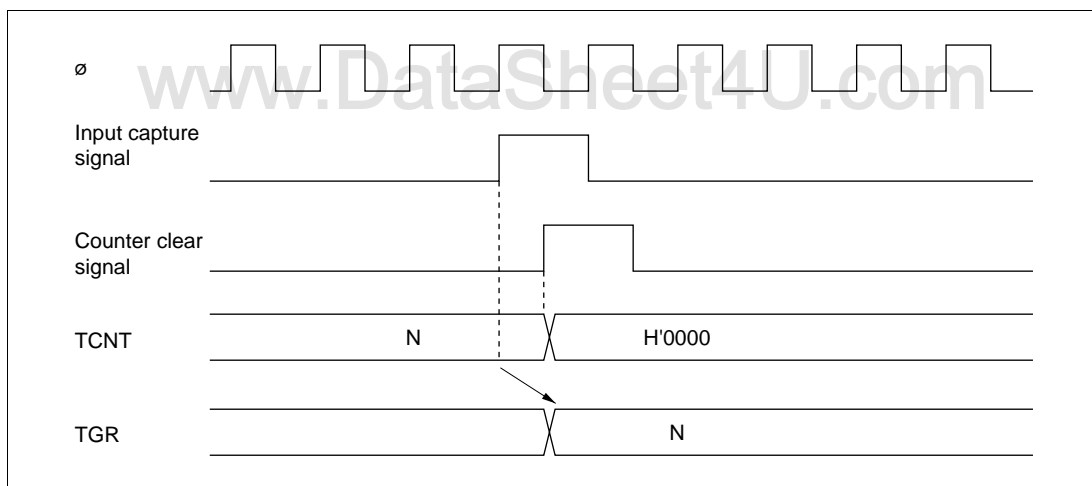 www.DataSheet4U.com
ø
Input capture
signal
Counter clear
signal
TCNT
N
H'0000
TGR
N